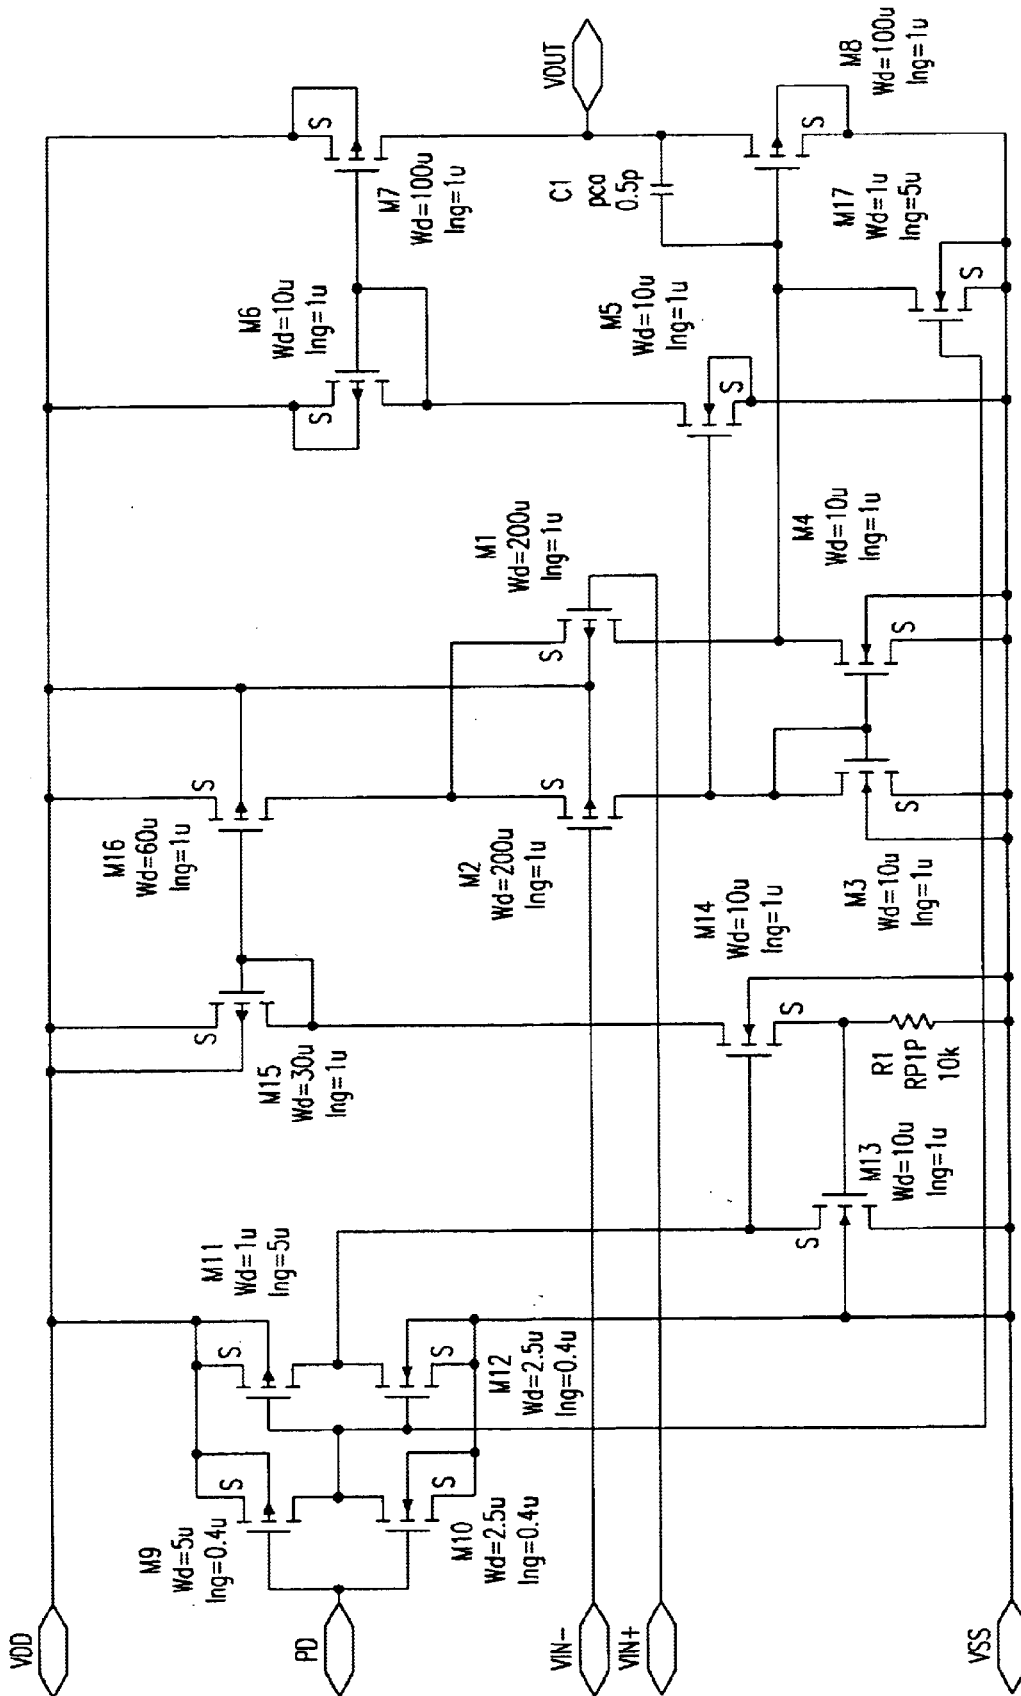 VDD
PD
VIN-
VIN+
VSS
M9
Wd=5u
lng=0.4u
S
M10
Wd=2.5u
lng=0.4u
S
M11
Wd=1u
lng=5u
S
M12
Wd=2.5u
lng=0.4u
S
M13
Wd=10u
lng=1u
S
R1
RP1P
10k
M15
Wd=30u
lng=1u
S
M14
Wd=10u
lng=1u
S
M16
Wd=60u
lng=1u
S
M2
Wd=200u
lng=1u
M3
Wd=10u
lng=1u
S
M1
Wd=200u
lng=1u
S
M4
Wd=10u
lng=1u
S
M6
Wd=10u
lng=1u
S
M5
Wd=10u
lng=1u
S
M7
Wd=100u
lng=1u
S
C1
pca
0.5p
M17
Wd=1u
lng=5u
S
VOUT
M8
Wd=100u
lng=1u
S